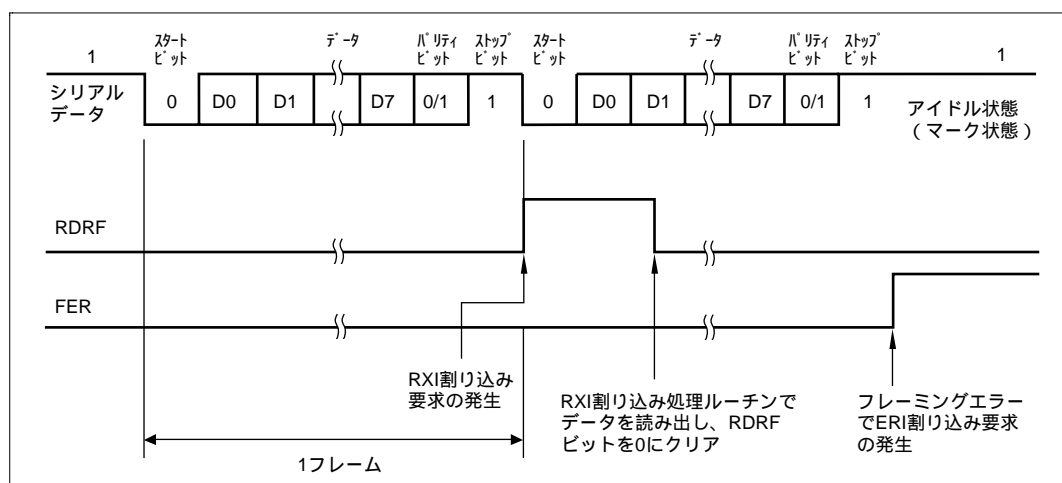 1
スタート
ビット
データ
パリティ
ビット
ストップ
ビット
スタート
ビット
データ
パリティ
ビット
ストップ
ビット
1
シリアル
データ
0
D0
D1
D7
0/1
1
0
D0
D1
D7
0/1
1
アイドル状態
（マーク状態）
RDRF
FER
RXI割り込み
要求の発生
RXI割り込み処理ルーチンで
データを読み出し、RDRF
ビットを0にクリア
フレーミングエラー
でERI割り込み要求
の発生
1フレーム